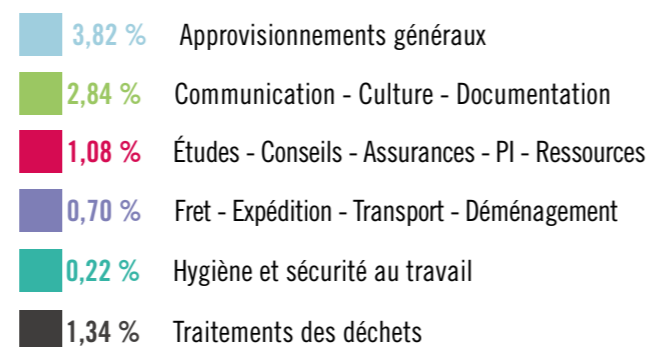 3,82 % Approvisionnements généraux
2,84 % Communication - Culture - Documentation
1,08 % Études - Conseils - Assurances - PI - Ressources
0,70 % Fret - Expédition - Transport - Déménagement
0,22 % Hygiène et sécurité au travail
1,34 % Traitements des déchets